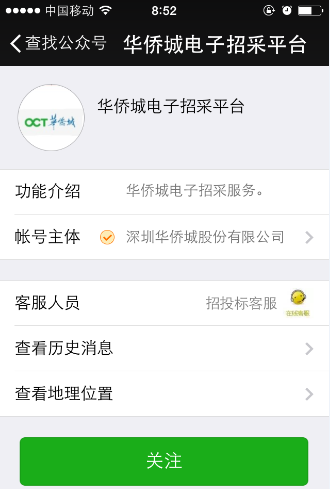 中国移动 8:52
查找公众号 华侨城电子招采平台
OCT华侨城 华侨城电子招采平台
功能介绍 华侨城电子招采服务。
帐号主体 深圳华侨城股份有限公司
客服人员 招投标客服 在线客服
查看历史消息
查看地理位置
关注